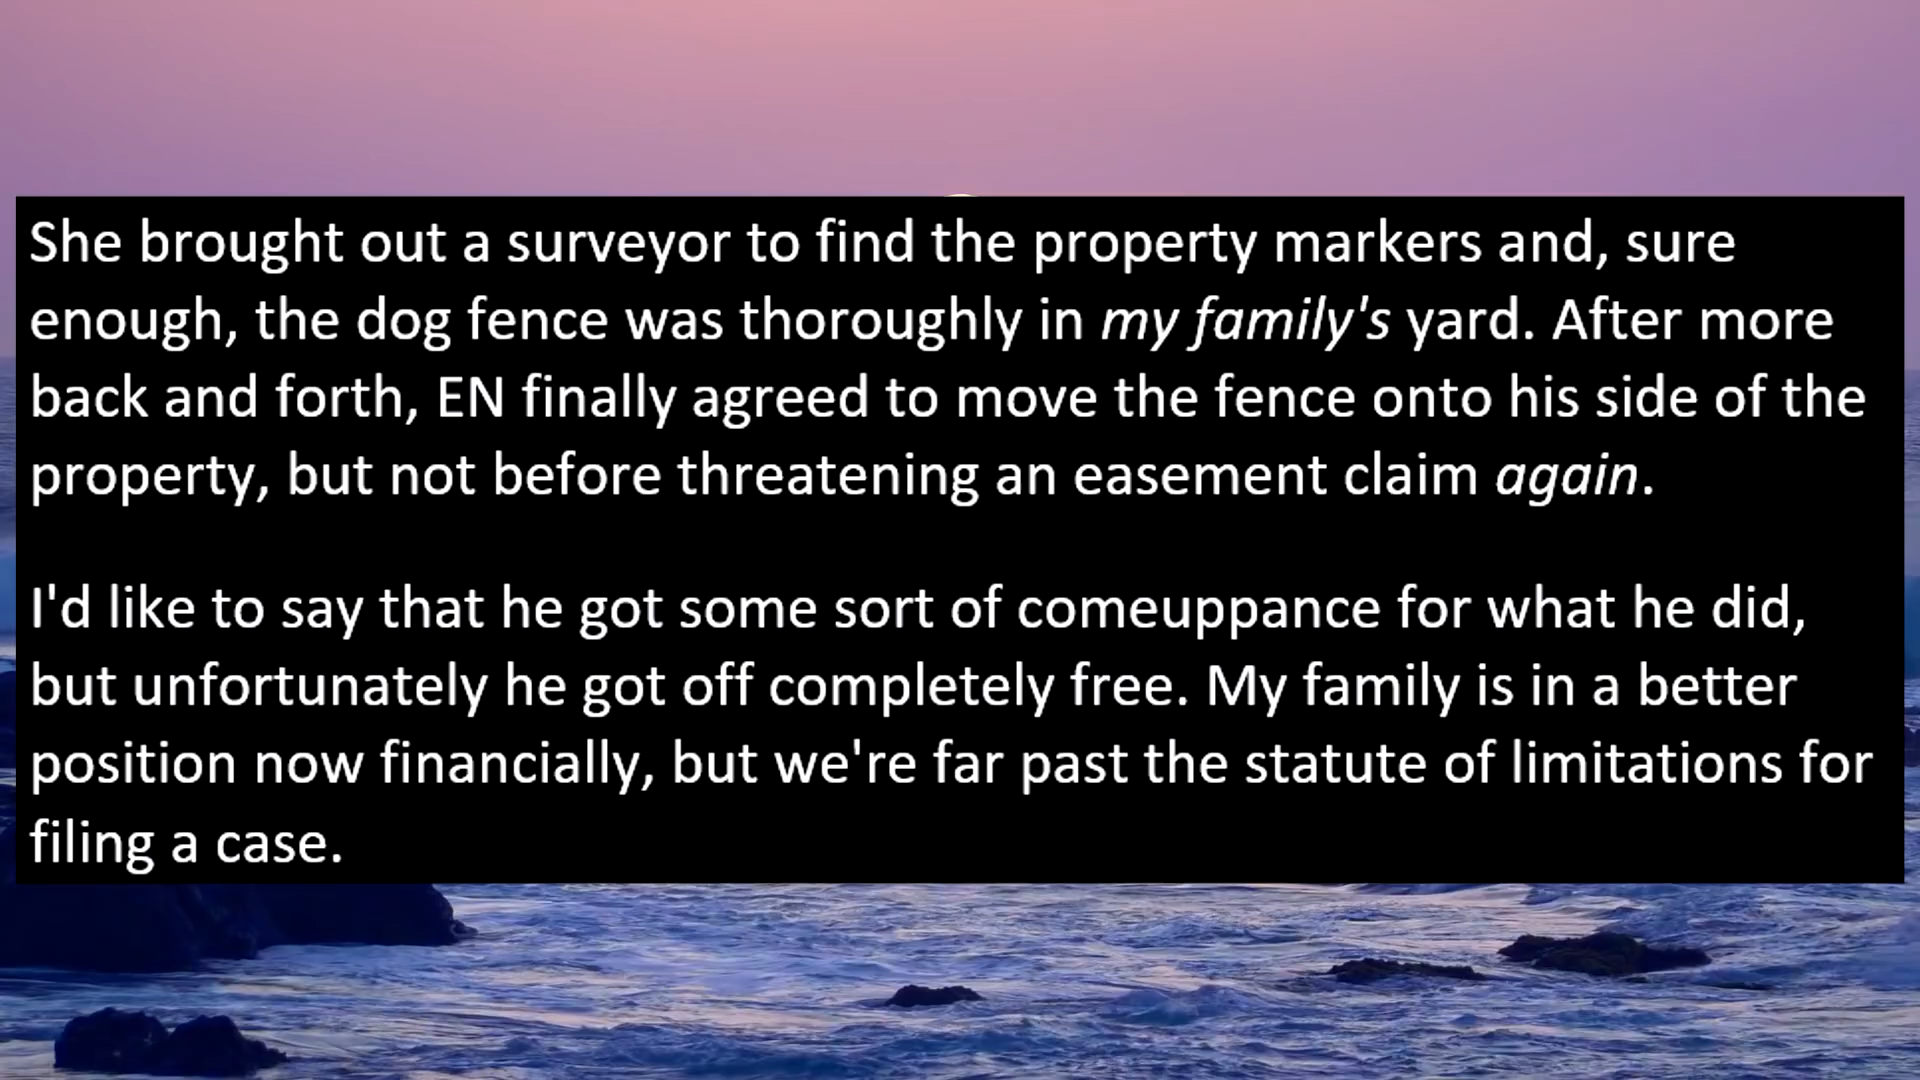 She brought out a surveyor to find the property markers and, sure
enough, the dog fence was thoroughly in my family's yard. After more
back and forth, EN finally agreed to move the fence onto his side of the
property, but not before threatening an easement claim again.
I'd like to say that he got some sort of comeuppance for what he did,
but unfortunately he got off completely free. My family is in a better
position now financially, but we're far past the statute of limitations for
filing a case.